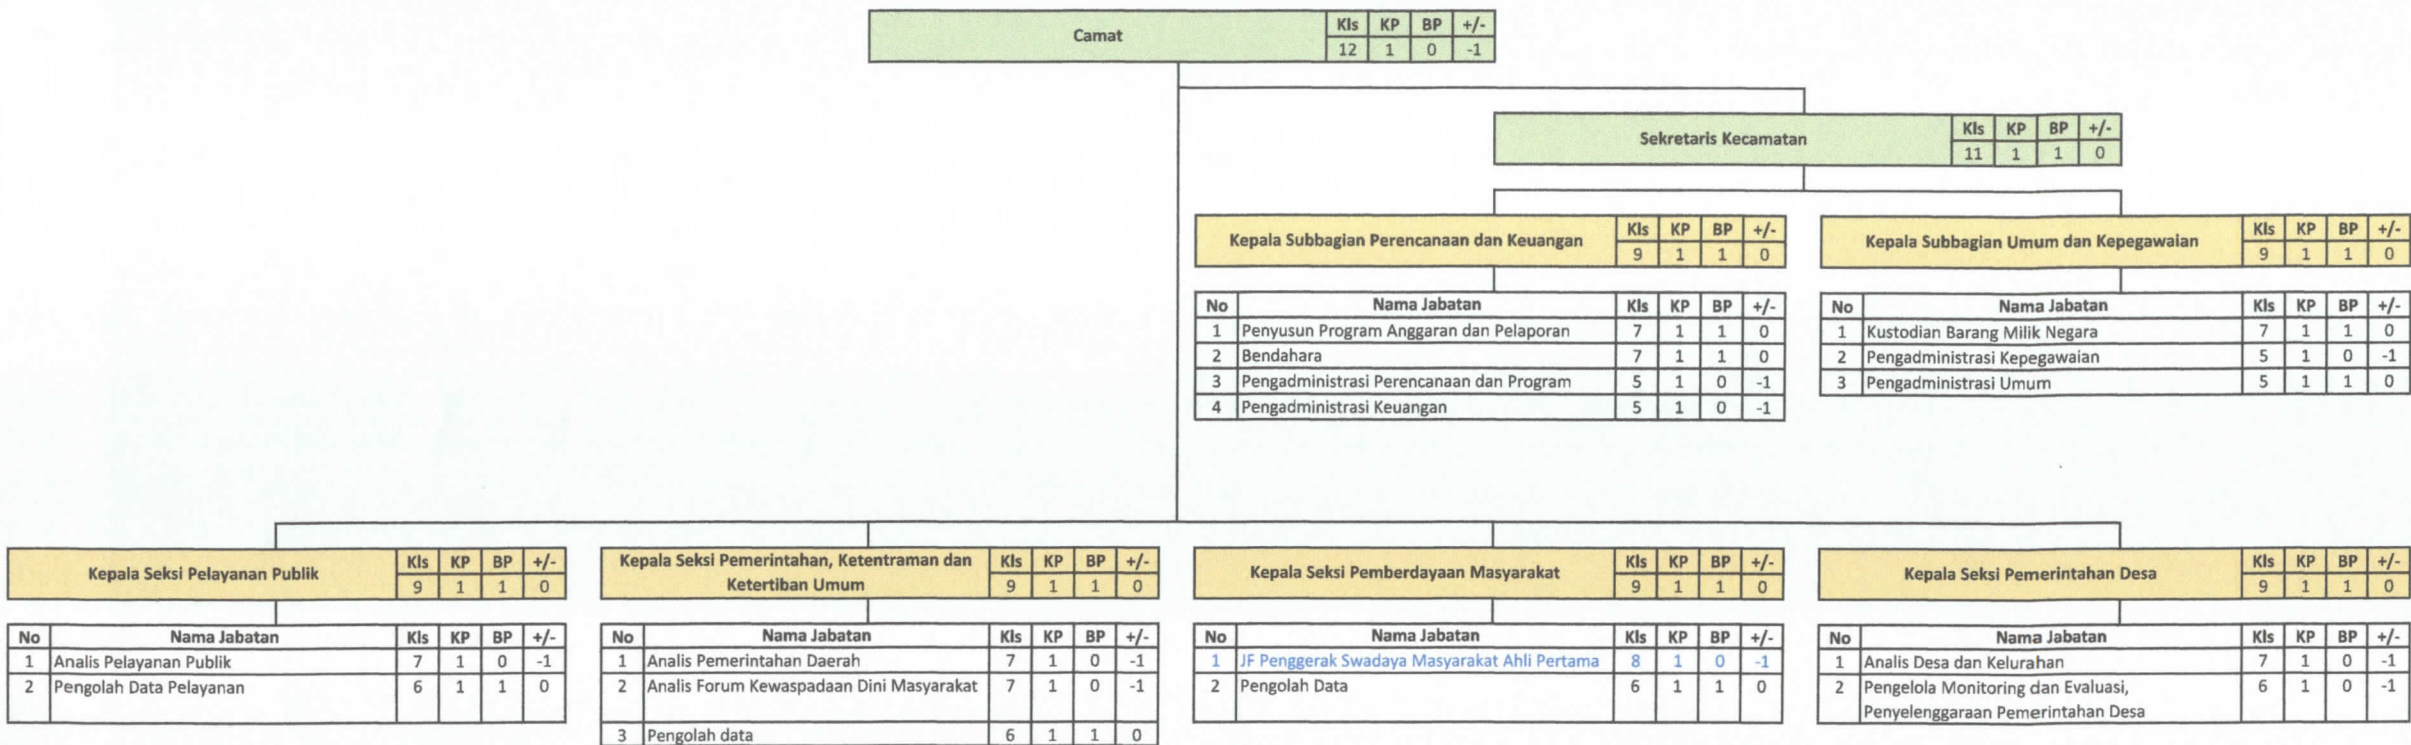 Camat Kls KP BP +/-
12 1 0 -1
Sekretaris Kecamatan Kls KP BP +/-
11 1 1 0
Kepala Subbagian Perencanaan dan Keuangan Kls KP BP +/-
9 1 1 0
No Nama Jabatan Kls KP BP +/-
1 Penyusun Program Anggaran dan Pelaporan 7 1 1 0
2 Bendahara 7 1 1 0
3 Pengadministrasi Perencanaan dan Program 5 1 0 -1
4 Pengadministrasi Keuangan 5 1 0 -1
Kepala Subbagian Umum dan Kepegawaian Kls KP BP +/-
9 1 1 0
No Nama Jabatan Kls KP BP +/-
1 Kustodian Barang Milik Negara 7 1 1 0
2 Pengadministrasi Kepegawaian 5 1 0 -1
3 Pengadministrasi Umum 5 1 1 0
Kepala Seksi Pelayanan Publik Kls KP BP +/-
9 1 1 0
No Nama Jabatan Kls KP BP +/-
1 Analis Pelayanan Publik 7 1 0 -1
2 Pengolah Data Pelayanan 6 1 1 0
Kepala Seksi Pemerintahan, Ketentraman dan Kls KP BP +/-
Ketertiban Umum 9 1 1 0
No Nama Jabatan Kls KP BP +/-
1 Analis Pemerintahan Daerah 7 1 0 -1
2 Analis Forum Kewaspadaan Dini Masyarakat 7 1 0 -1
3 Pengolah data 6 1 1 0
Kepala Seksi Pemberdayaan Masyarakat Kls KP BP +/-
9 1 1 0
No Nama Jabatan Kls KP BP +/-
1 JF Penggerak Swadaya Masyarakat Ahli Pertama 8 1 0 -1
2 Pengolah Data 6 1 1 0
Kepala Seksi Pemerintahan Desa Kls KP BP +/-
9 1 1 0
No Nama Jabatan Kls KP BP +/-
1 Analis Desa dan Kelurahan 7 1 0 -1
2 Pengelola Monitoring dan Evaluasi, 6 1 0 -1
Penyelenggaraan Pemerintahan Desa